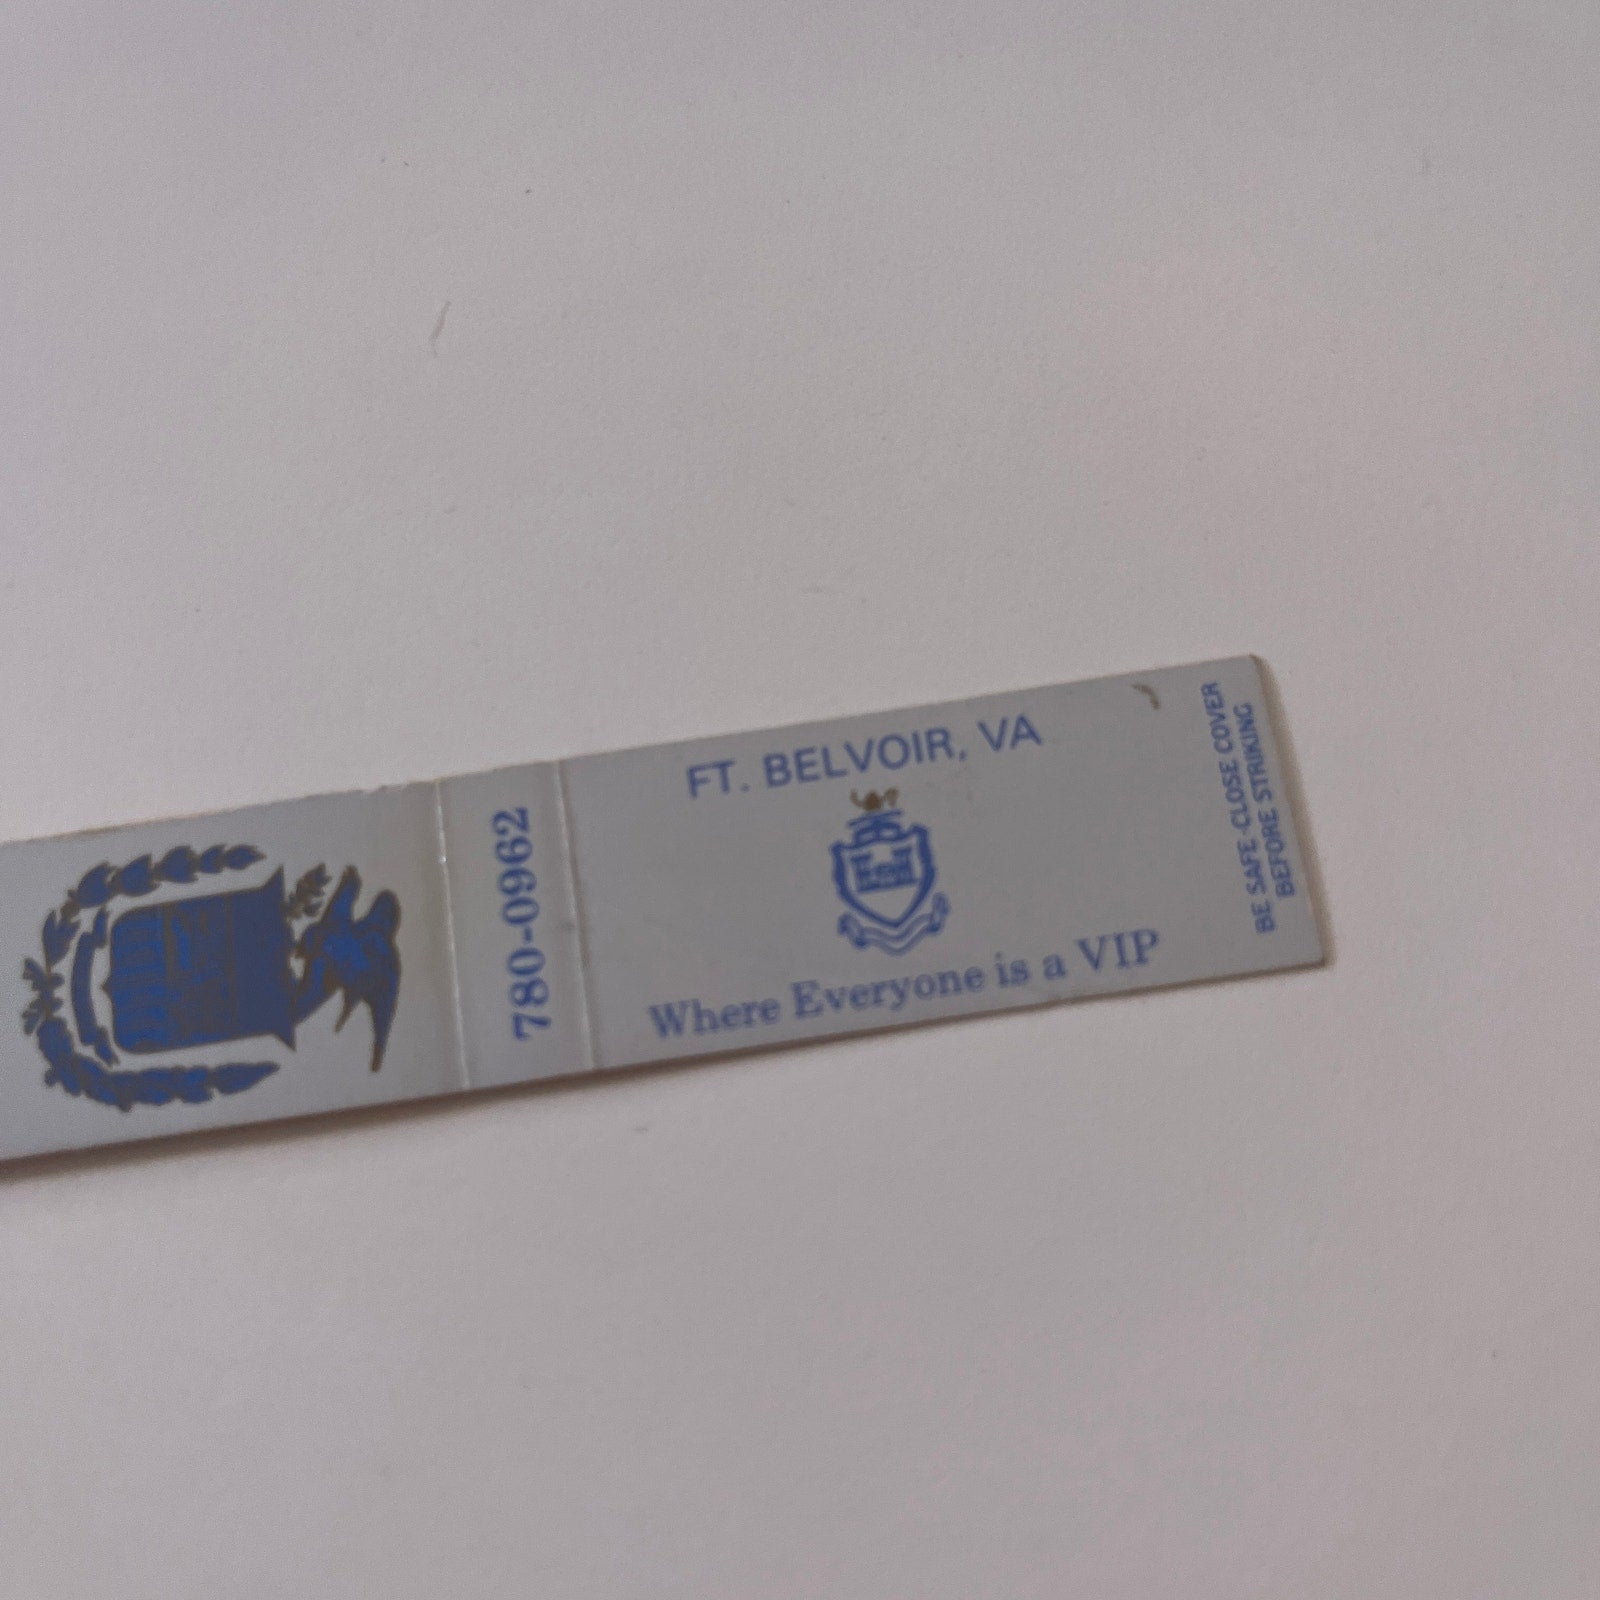 780-0962
FT. BELVOIR, VA
Where Everyone is a VIP
BE SAFE-CLOSE COVER
BEFORE STRIKING